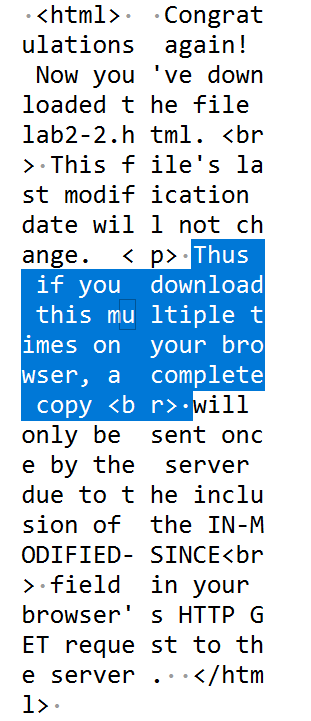 ·<html>·  ·Congrat
ulations  again!
 Now you 've down
loaded t he file
lab2-2.h tml. <br
>·This f ile's la
st modif ication
date wil l not ch
ange.  < p>·Thus
 if you  download
 this mu ltiple t
imes on  your bro
wser, a  complete
 copy <b r>·will
only be  sent onc
e by the  server
due to t he inclu
sion of  the IN-M
ODIFIED- SINCE<br
>·field  in your
browser' s HTTP G
ET reque st to th
e server .··</htm
l>·